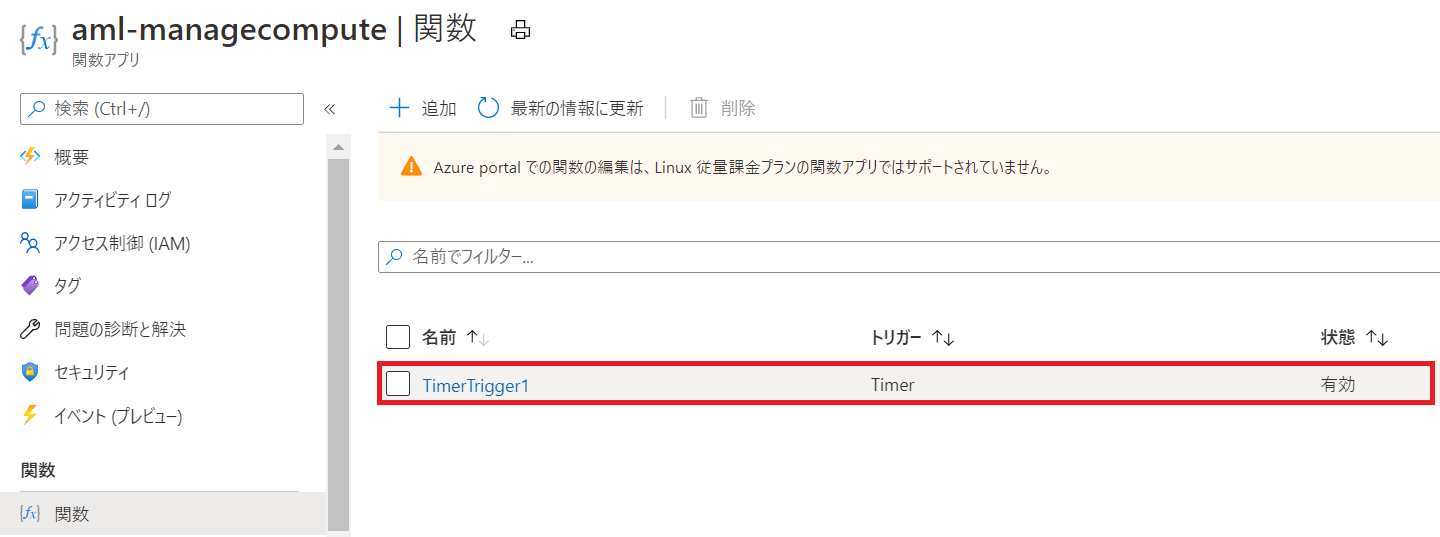 aml-managecompute | 関数
関数アプリ
検索 (Ctrl+/)
«
概要
アクティビティ ログ
アクセス制御 (IAM)
タグ
問題の診断と解決
セキュリティ
イベント (プレビュー)
関数
関数
追加 最新の情報に更新 削除
Azure portal での関数の編集は、Linux 従量課金プランの関数アプリではサポートされていません。
名前でフィルター...
名前 ↑↓ トリガー ↑↓ 状態 ↑↓
TimerTrigger1 Timer 有効